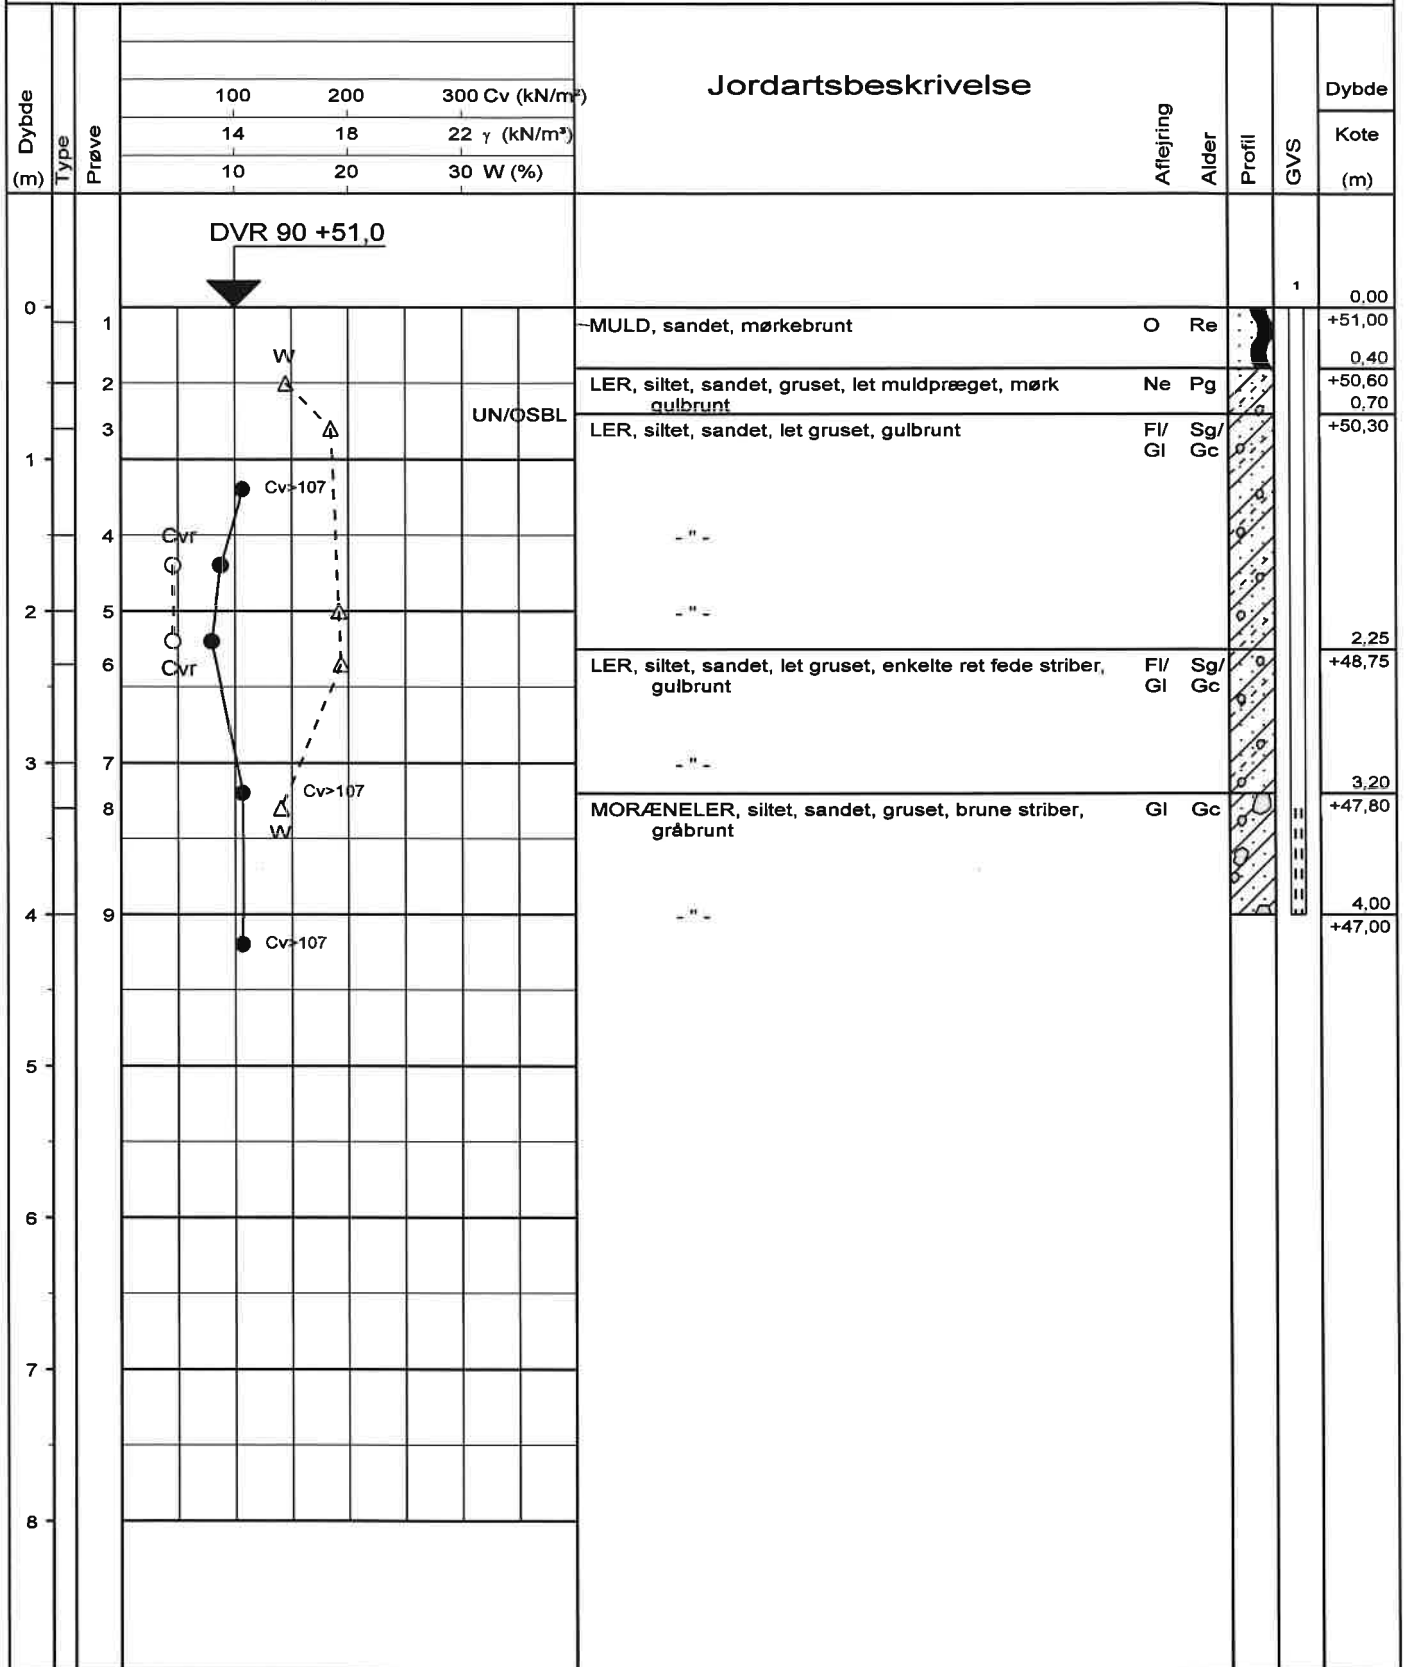 Dybde
(m)
Type
Prøve
100 200 300 Cv (kN/m²)
14 18 22 γ (kN/m³)
10 20 30 W (%)
Jordartsbeskrivelse
Aflejring
Alder
Profil
GVS
Dybde
Kote
(m)
DVR 90 +51,0
1
0,00
0
1 MULD, sandet, mørkebrunt O Re +51,00
W
0,40
2 LER, siltet, sandet, gruset, let muldpræget, mørk Ne Pg +50,60
gulbrunt 0,70
UN/OSBL
3 LER, siltet, sandet, let gruset, gulbrunt Fl/ Sg/ +50,30
Gl Gc
1
Cv>107
4 Cvr - " -
2 5 - " -
2,25
6 Cvr LER, siltet, sandet, let gruset, enkelte ret fede striber, Fl/ Sg/ +48,75
gulbrunt Gl Gc
3 7 - " -
3,20
Cv>107
8 MORÆNELER, siltet, sandet, gruset, brune striber, Gl Gc +47,80
W gråbrunt
4,00
4 9 - " -
+47,00
Cv>107
5
6
7
8